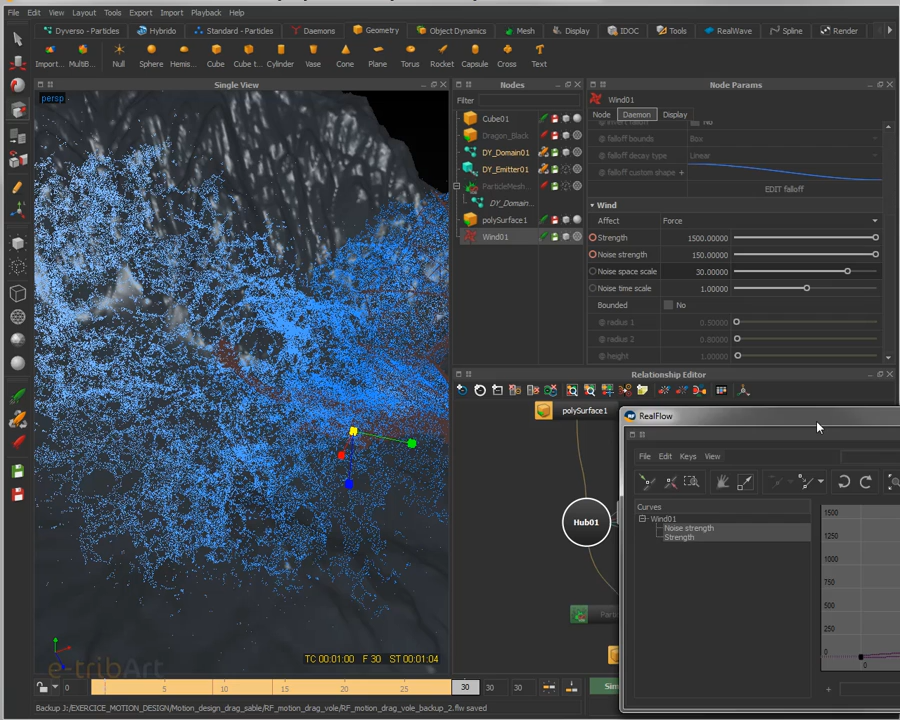 File Edit View Layout Tools Export Import Playback Help
Dyverso - Particles Hybrido Standard - Particles Daemons Geometry Object Dynamics Mesh Display IDOC Tools RealWave Spline Render
Import... MultiB... Null Sphere Hemis... Cube Cube t... Cylinder Vase Cone Plane Torus Rocket Capsule Cross Text
Single View
persp
TC 00:01:00 F 30 ST 00:01:04
e-tribArt
Nodes
Filter
Cube01
Dragon_Black
DY_Domain01
DY_Emitter01
ParticleMesh...
DY_Domain...
polySurface1
Wind01
Node Params
Wind01
Node Daemon Display
invert falloff No
@ falloff bounds Box
@ falloff decay type Linear
@ falloff custom shape
EDIT falloff
Wind
Affect Force
Strength 1500.00000
Noise strength 150.00000
Noise space scale 30.00000
Noise time scale 1.00000
Bounded No
@ radius 1 0.50000
@ radius 2 0.80000
@ height 1.00000
Relationship Editor
polySurface1
Hub01
Parti
RealFlow
File Edit Keys View
Curves
Wind01
Noise strength
Strength
1500
1250
1000
750
500
250
0
0
0 5 10 15 20 25 30 30 30
Sim
Backup J:/EXERCICE_MOTION_DESIGN/Motion_design_drag_sable/RF_motion_drag_vole/RF_motion_drag_vole_backup_2.flw saved